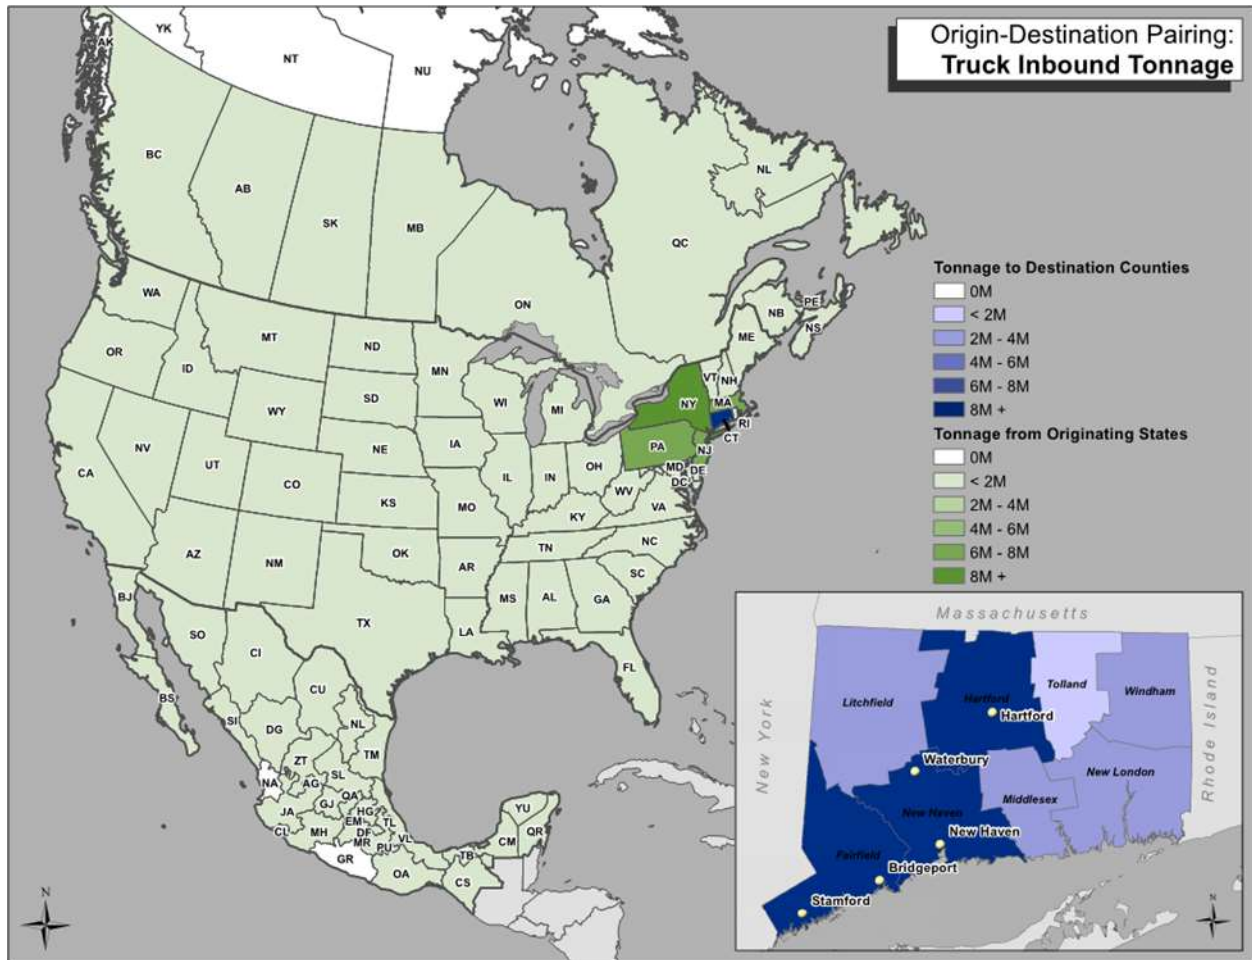 Origin-Destination Pairing:
Truck Inbound Tonnage
AK
YK
NT
NU
BC
AB
SK
MB
ON
QC
NL
NB
PE
NS
WA
OR
ID
MT
ND
SD
MN
WI
MI
WY
NE
IA
NV
UT
CO
KS
MO
IL
IN
OH
KY
WV
VA
CA
AZ
NM
OK
AR
TN
NC
SC
TX
LA
MS
AL
GA
FL
ME
VT
NH
MA
NY
RI
CT
PA
NJ
MD
DE
DC
BJ
BS
SO
CI
CU
SI
DG
NL
TM
NA
ZT
SL
AG
JA
GJ
QA
HG
EM
TL
CL
MH
DF
MR
PU
VL
GR
OA
TB
CS
CM
YU
QR
Tonnage to Destination Counties
0M
< 2M
2M - 4M
4M - 6M
6M - 8M
8M +
Tonnage from Originating States
0M
< 2M
2M - 4M
4M - 6M
6M - 8M
8M +
Massachusetts
New York
Rhode Island
Litchfield
Hartford
Hartford
Tolland
Windham
Waterbury
New London
Middlesex
New Haven
New Haven
Fairfield
Bridgeport
Stamford
N
N